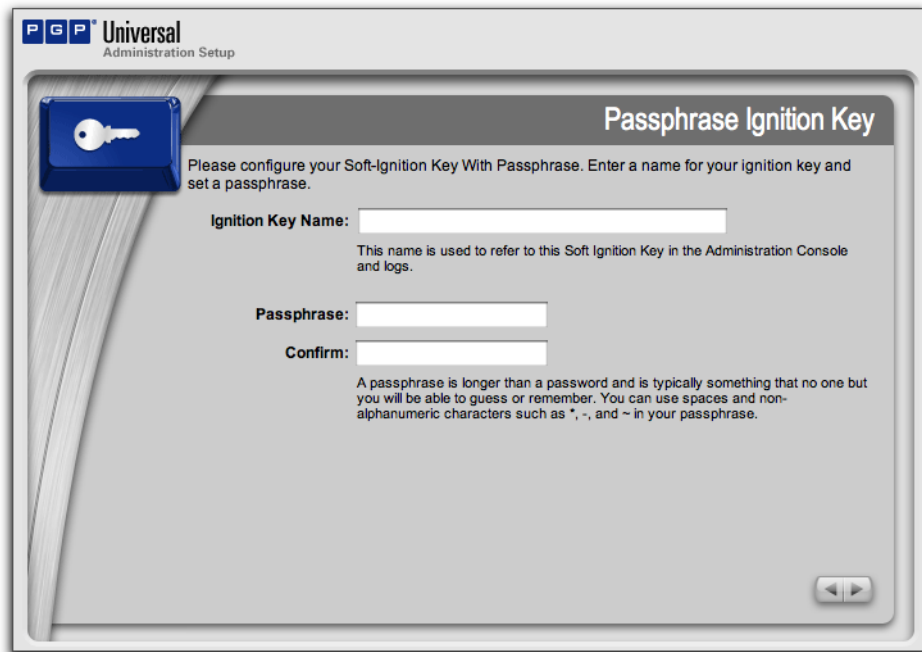 PGP® Universal
Administration Setup
Passphrase Ignition Key
Please configure your Soft-Ignition Key With Passphrase. Enter a name for your ignition key and
set a passphrase.
Ignition Key Name:
This name is used to refer to this Soft Ignition Key in the Administration Console
and logs.
Passphrase:
Confirm:
A passphrase is longer than a password and is typically something that no one but
you will be able to guess or remember. You can use spaces and non-
alphanumeric characters such as *, -, and ~ in your passphrase.